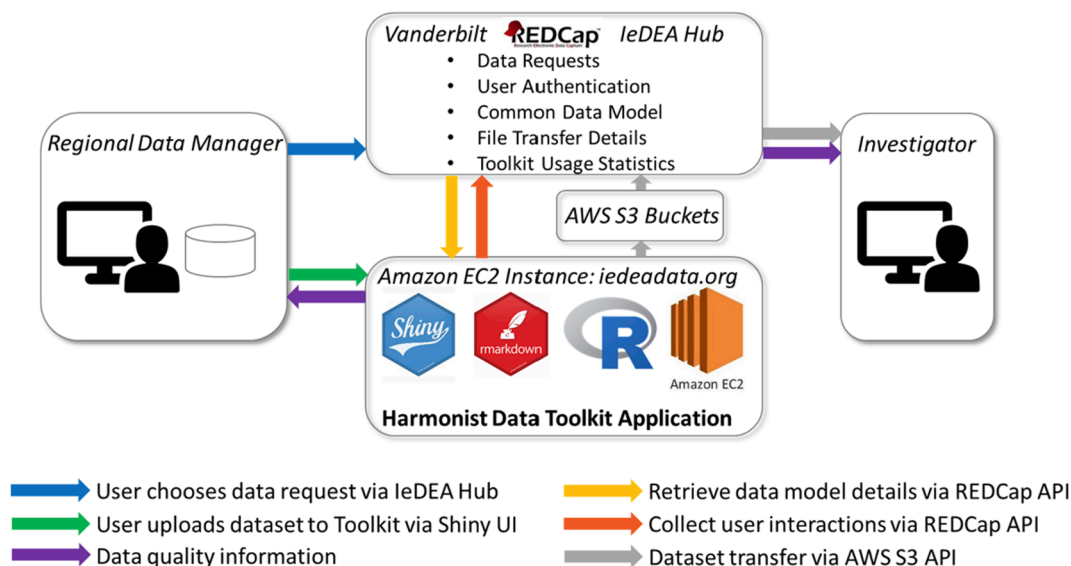 Vanderbilt REDCap IeDEA Hub
Research Electronic Data Capture
• Data Requests
• User Authentication
• Common Data Model
• File Transfer Details
• Toolkit Usage Statistics
Regional Data Manager
Investigator
AWS S3 Buckets
Amazon EC2 Instance: iedeadata.org
Shiny
rmarkdown
R
Amazon EC2
Harmonist Data Toolkit Application
User chooses data request via IeDEA Hub
User uploads dataset to Toolkit via Shiny UI
Data quality information
Retrieve data model details via REDCap API
Collect user interactions via REDCap API
Dataset transfer via AWS S3 API